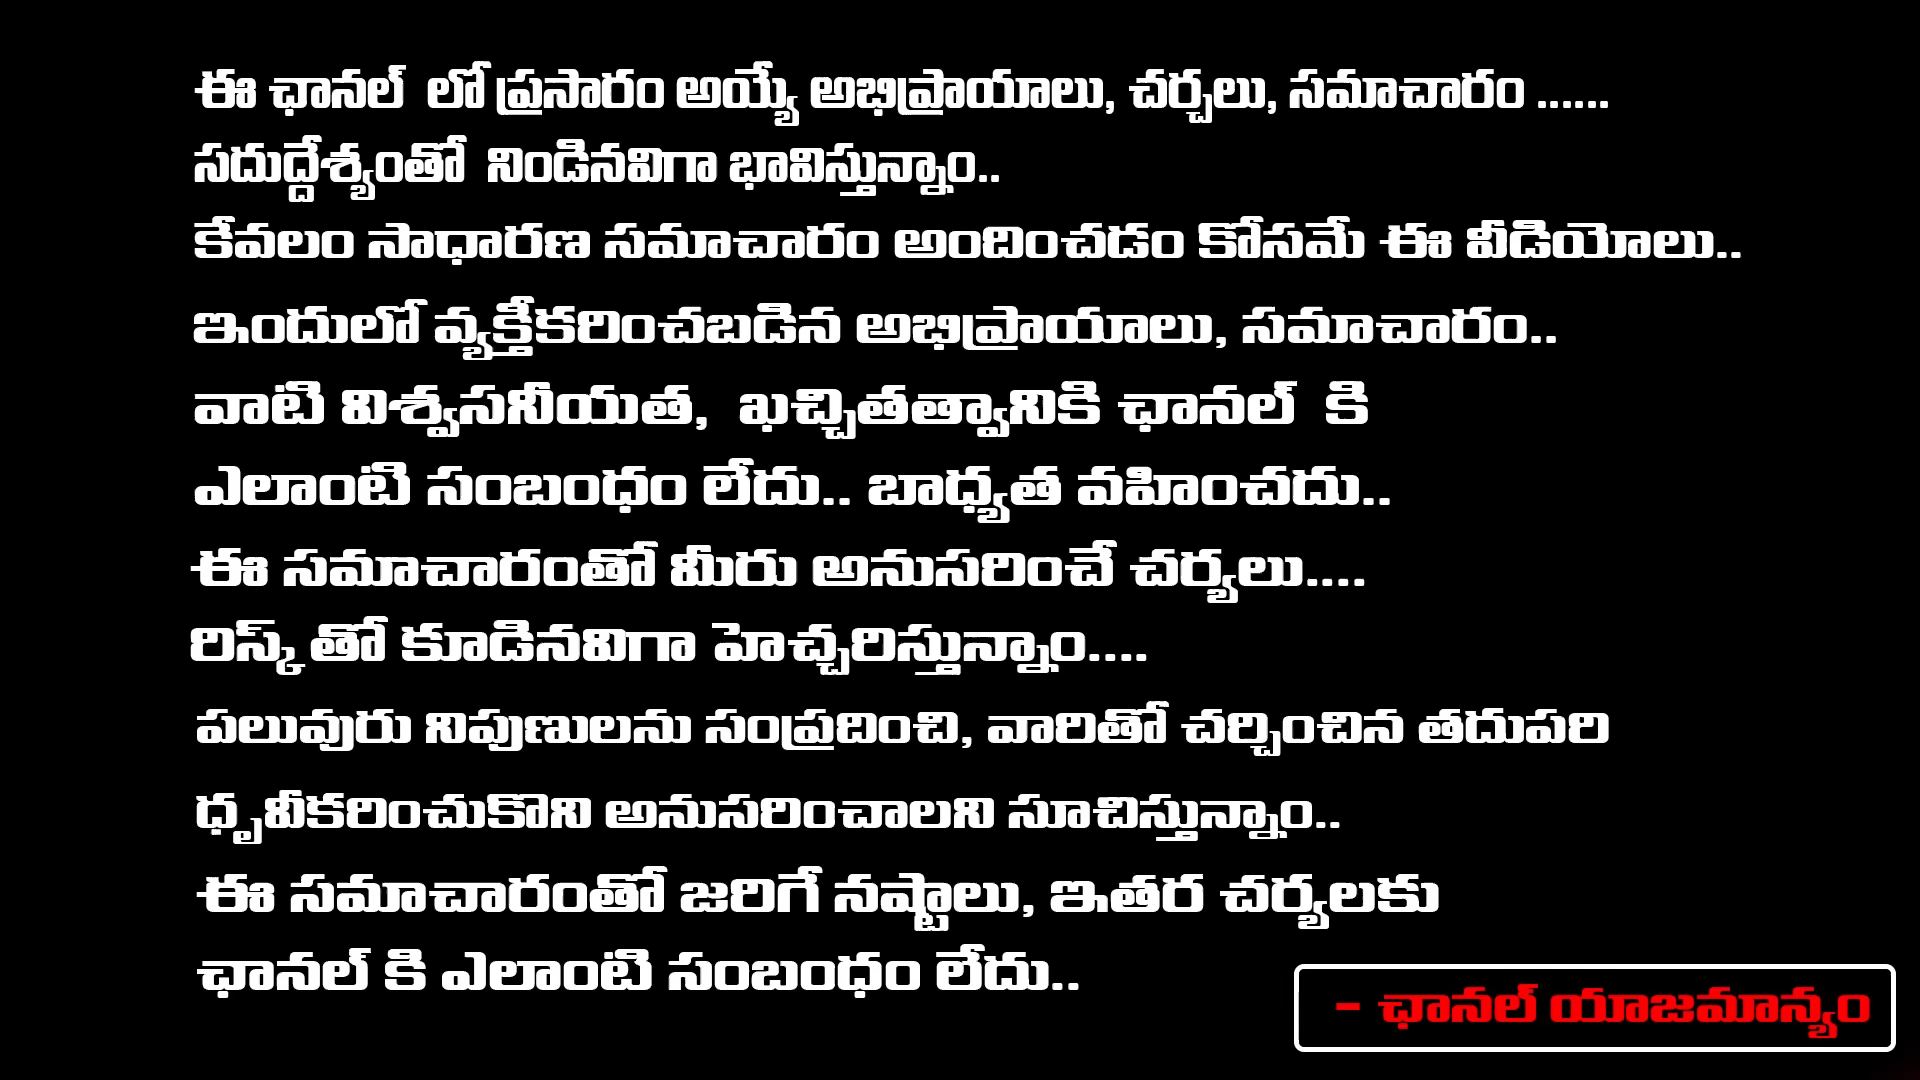 ఈ ఛానల్ లో ప్రసారం అయ్యే అభిప్రాయాలు, చర్చలు, సమాచారం ......
సదుద్దేశ్యంతో నిండినవిగా భావిస్తున్నాం..
కేవలం సాధారణ సమాచారం అందించడం కోసమే ఈ వీడియోలు..
ఇందులో వ్యక్తీకరించబడిన అభిప్రాయాలు, సమాచారం..
వాటి విశ్వసనీయత, ఖచ్చితత్వానికి ఛానల్ కి
ఎలాంటి సంబంధం లేదు.. బాధ్యత వహించదు..
ఈ సమాచారంతో మీరు అనుసరించే చర్యలు....
రిస్క్ తో కూడినవిగా హెచ్చరిస్తున్నాం....
పలువురు నిపుణులను సంప్రదించి, వారితో చర్చించిన తదుపరి
ధృవీకరించుకొని అనుసరించాలని సూచిస్తున్నాం..
ఈ సమాచారంతో జరిగే నష్టాలు, ఇతర చర్యలకు
ఛానల్ కి ఎలాంటి సంబంధం లేదు..
- ఛానల్ యాజమాన్యం